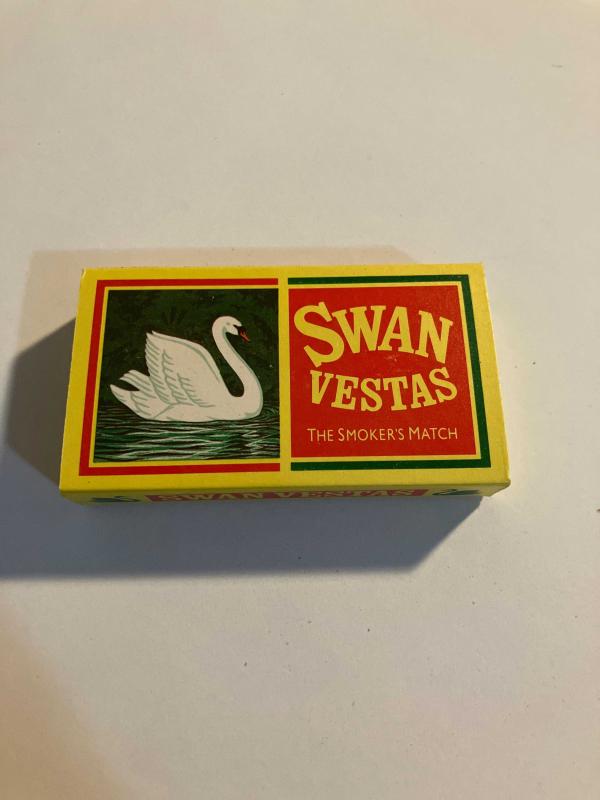 SWAN
VESTAS
THE SMOKER'S MATCH
SWAN VESTAS